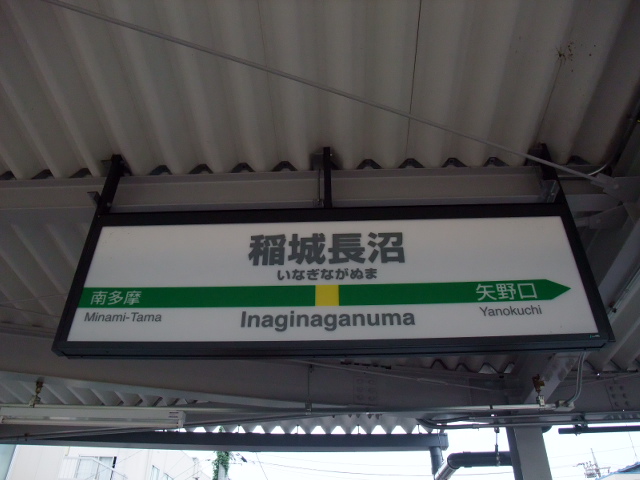 稲城長沼
いなぎながぬま
南多摩
矢野口
Minami-Tama
Inaginaganuma
Yanokuchi